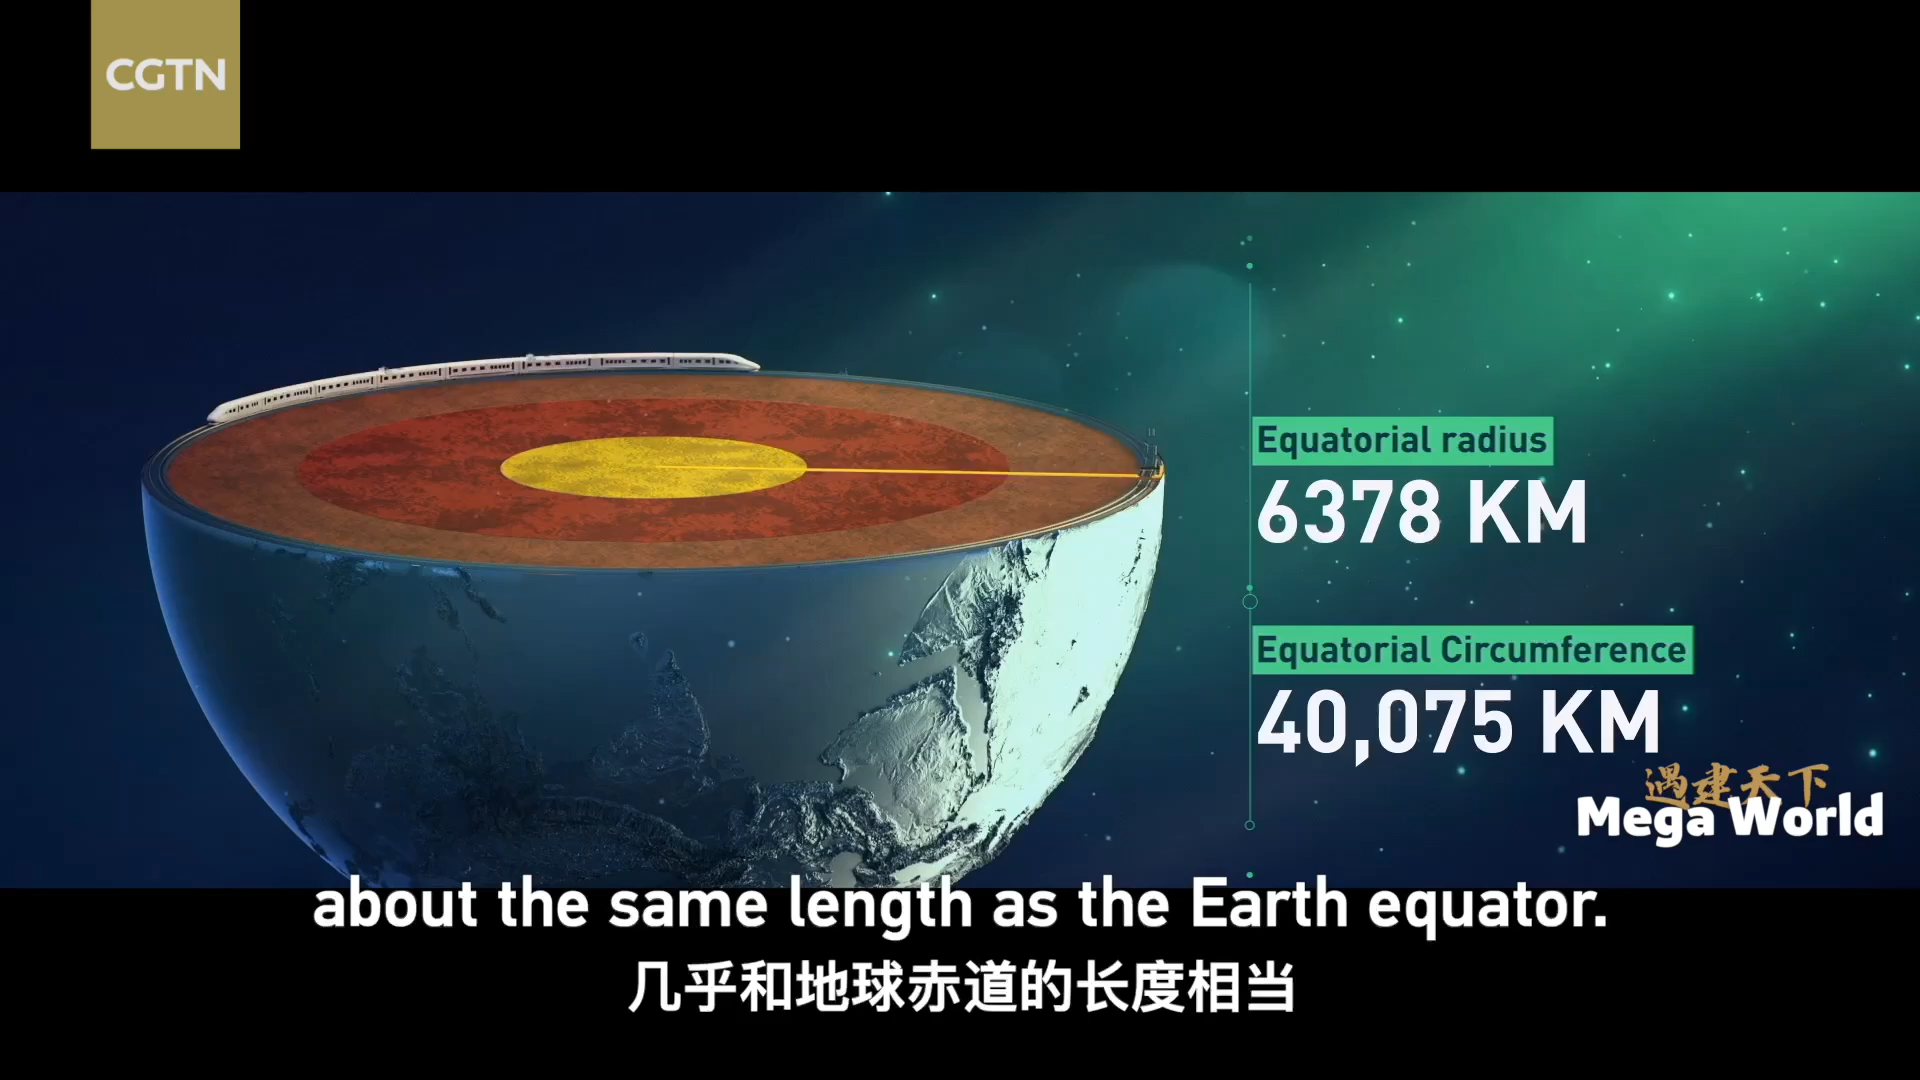 CGTN
Equatorial radius
6378 KM
Equatorial Circumference
40,075 KM
遇建天下
Mega World
about the same length as the Earth equator.
几乎和地球赤道的长度相当